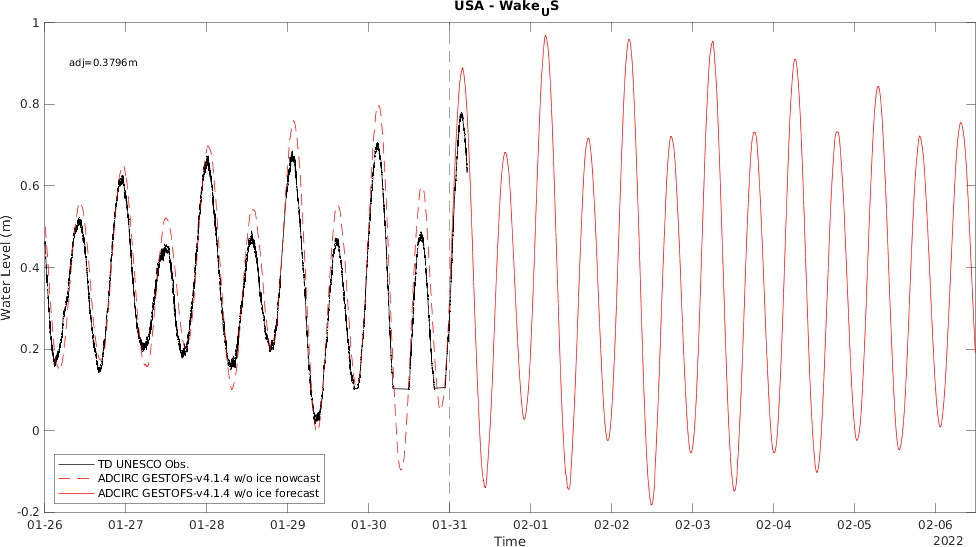 USA - WakeUS
adj=0.3796m
Water Level (m)
1
0.8
0.6
0.4
0.2
0
-0.2
TD UNESCO Obs.
ADCIRC GESTOFS-v4.1.4 w/o ice nowcast
ADCIRC GESTOFS-v4.1.4 w/o ice forecast
01-26 01-27 01-28 01-29 01-30 01-31 02-01 02-02 02-03 02-04 02-05 02-06
Time
2022